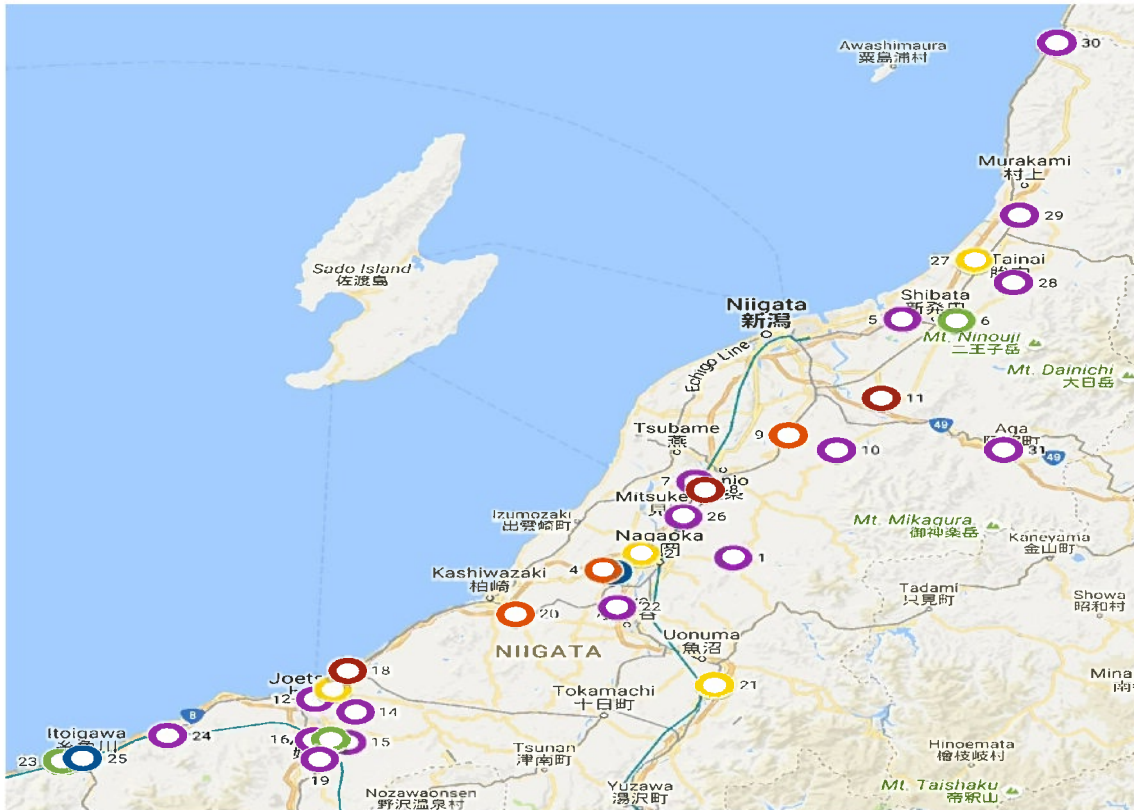 Awashimaura
粟島浦村
30
Murakami
村上
29
27
Tainai
28
Sado Island
佐渡島
Shibata
新発田
Niigata
新潟
5
6
Mt. Ninouji
二王子岳
Echigo Line
Mt. Dainichi
大日岳
11
49
Tsubame
燕
9
Aga
10
31
49
7
8
Mitsuke
26
Izumozaki
出雲崎町
Mt. Mikagura
御神楽岳
Kaneyama
金山町
Nagaoka
岡
2
1
4
Kashiwazaki
柏崎
Tadami
只見町
Showa
昭和村
20
22
谷
Uonuma
魚沼
NIIGATA
18
21
Tokamachi
十日町
12
14
8
24
16
15
Itoigawa
糸魚川
23
25
19
Tsunan
津南町
Hinoemata
檜枝岐村
Nozawaonsen
野沢温泉村
Yuzawa
湯沢町
Mt. Taishaku
帝釈山